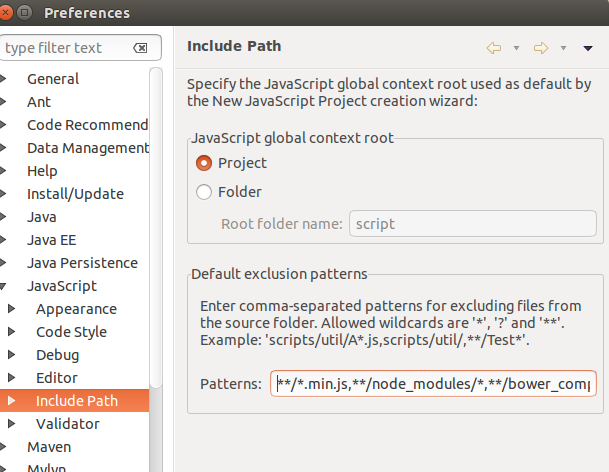 Preferences
type filter text
General
Ant
Code Recommend
Data Management
Help
Install/Update
Java
Java EE
Java Persistence
JavaScript
Appearance
Code Style
Debug
Editor
Include Path
Validator
Maven
Mylyn
Include Path
Specify the JavaScript global context root used as default by
the New JavaScript Project creation wizard:
JavaScript global context root
Project
Folder
Root folder name: script
Default exclusion patterns
Enter comma-separated patterns for excluding files from
the source folder. Allowed wildcards are '*', '?' and '**'.
Example: 'scripts/util/A*.js,scripts/util/,**/Test*'.
Patterns: **/*.min.js,**/node_modules/*,**/bower_comp